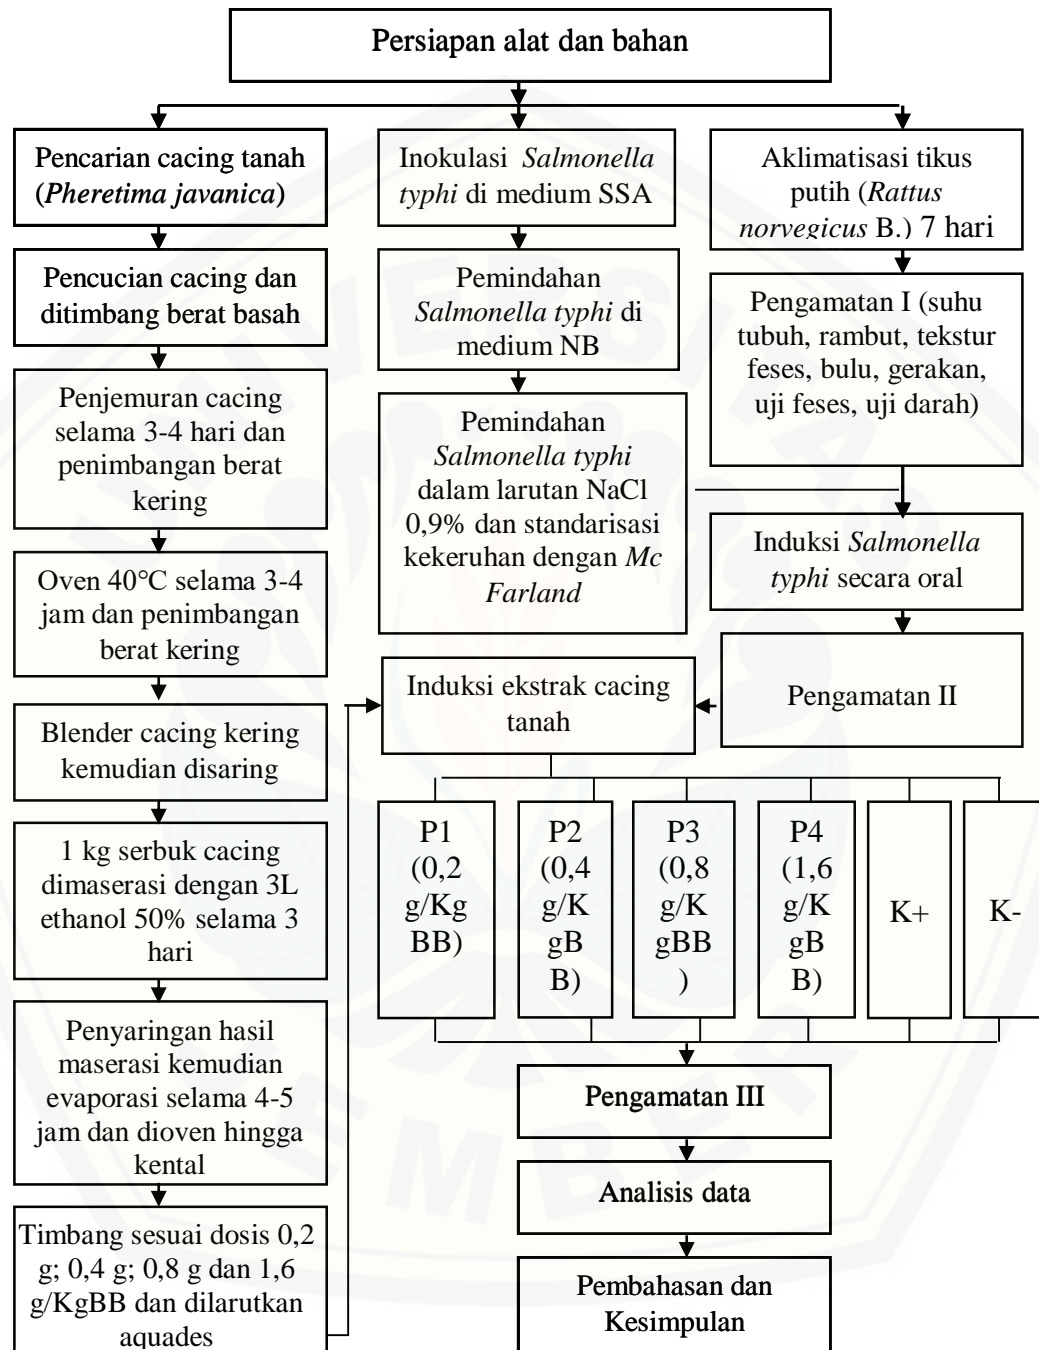 Persiapan alat dan bahan
Pencarian cacing tanah
(Pheretima javanica)
Pencucian cacing dan
ditimbang berat basah
Penjemuran cacing
selama 3-4 hari dan
penimbangan berat
kering
Oven 40°C selama 3-4
jam dan penimbangan
berat kering
Blender cacing kering
kemudian disaring
1 kg serbuk cacing
dimaserasi dengan 3L
ethanol 50% selama 3
hari
Penyaringan hasil
maserasi kemudian
evaporasi selama 4-5
jam dan dioven hingga
kental
Timbang sesuai dosis 0,2
g; 0,4 g; 0,8 g dan 1,6
g/KgBB dan dilarutkan
aquades
Inokulasi Salmonella
typhi di medium SSA
Pemindahan
Salmonella typhi di
medium NB
Pemindahan
Salmonella typhi
dalam larutan NaCl
0,9% dan standarisasi
kekeruhan dengan Mc
Farland
Aklimatisasi tikus
putih (Rattus
norvegicus B.) 7 hari
Pengamatan I (suhu
tubuh, rambut, tekstur
feses, bulu, gerakan,
uji feses, uji darah)
Induksi Salmonella
typhi secara oral
Pengamatan II
Induksi ekstrak cacing
tanah
P1
(0,2
g/Kg
BB)
P2
(0,4
g/K
gB
B)
P3
(0,8
g/K
gBB
)
P4
(1,6
g/K
gB
B)
K+
K-
Pengamatan III
Analisis data
Pembahasan dan
Kesimpulan
UNIVERSITAS
JEMBER